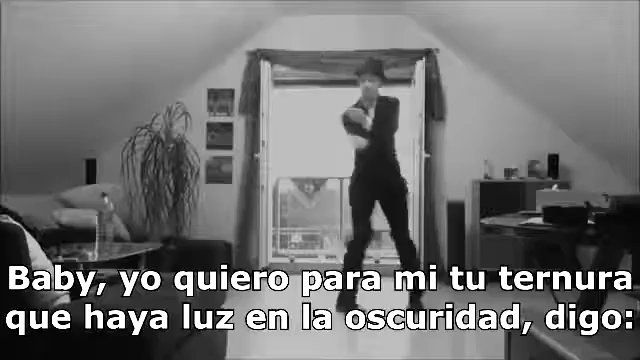 Baby, yo quiero para mi tu ternura
que haya luz en la oscuridad, digo: